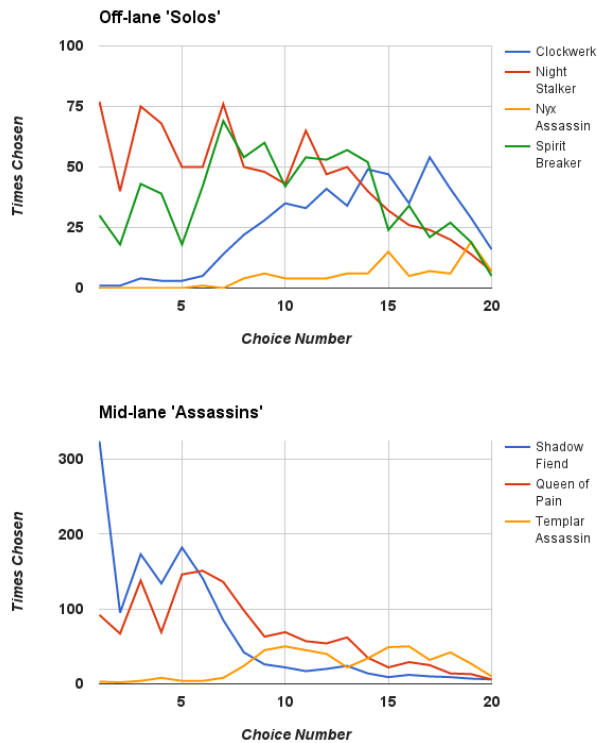 Off-lane 'Solos'
100
75
50
25
0
Times Chosen
5
10
15
20
Choice Number
Clockwerk
Night
Stalker
Nyx
Assassin
Spirit
Breaker
Mid-lane 'Assassins'
300
200
100
0
Times Chosen
5
10
15
20
Choice Number
Shadow
Fiend
Queen of
Pain
Templar
Assassin